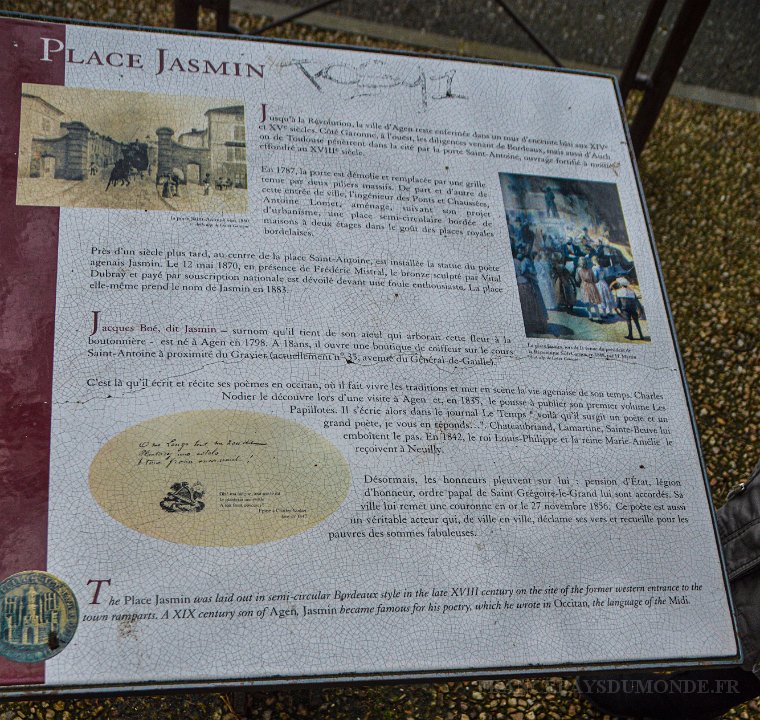 PLACE JASMIN
Jusqu'à la Révolution, la ville d'Agen reste enfermée dans un mur d'enceinte bâti aux XIVe
et XVe siècles. Côté Garonne, à l'ouest, les diligences venant de Bordeaux, mais aussi d'Auch
ou de Toulouse pénètrent dans la cité par la porte Saint-Antoine, ouvrage fortifié à moitié
effondré au XVIIIe siècle.
En 1787, la porte est démolie et remplacée par une grille
tenue par deux piliers massifs. De part et d'autre de
cette entrée de ville, l'ingénieur des Ponts et Chaussées,
Antoine Lomet, aménage, suivant son projet
d'urbanisme, une place semi-circulaire bordée de
maisons à deux étages dans le goût des places royales
bordelaises.
Près d'un siècle plus tard, au centre de la place Saint-Antoine, est installée la statue du poète
agenais Jasmin. Le 12 mai 1870, en présence de Frédéric Mistral, le bronze sculpté par Vital
Dubray et payé par souscription nationale est dévoilé devant une foule enthousiaste. La place
elle-même prend le nom de Jasmin en 1883.
Jacques Boé, dit Jasmin – surnom qu'il tient de son aïeul qui arborait cette fleur à la
boutonnière - est né à Agen en 1798. A 18ans, il ouvre une boutique de coiffeur sur le cours
Saint-Antoine à proximité du Gravier (actuellement n° 35, avenue du Général-de-Gaulle).
C'est là qu'il écrit et récite ses poèmes en occitan, où il fait vivre les traditions et met en scène la vie agenaise de son temps. Charles
Nodier le découvre lors d'une visite à Agen et, en 1835, le pousse à publier son premier volume Les
Papillotes. Il s'écrie alors dans le journal Le Temps " voilà qu'il surgit un poète et un
grand poète, je vous en réponds...". Chateaubriand, Lamartine, Sainte-Beuve lui
emboîtent le pas. En 1842, le roi Louis-Philippe et la reine Marie-Amélie le
reçoivent à Neuilly.
Désormais, les honneurs pleuvent sur lui : pension d'État, légion
d'honneur, ordre papal de Saint-Grégoire-le-Grand lui sont accordés. Sa
ville lui remet une couronne en or le 27 novembre 1856. Ce poète est aussi
un véritable acteur qui, de ville en ville, déclame ses vers et recueille pour les
pauvres des sommes fabuleuses.
The Place Jasmin was laid out in semi-circular Bordeaux style in the late XVIII century on the site of the former western entrance to the
town ramparts. A XIX century son of Agen, Jasmin became famous for his poetry, which he wrote in Occitan, the language of the Midi.